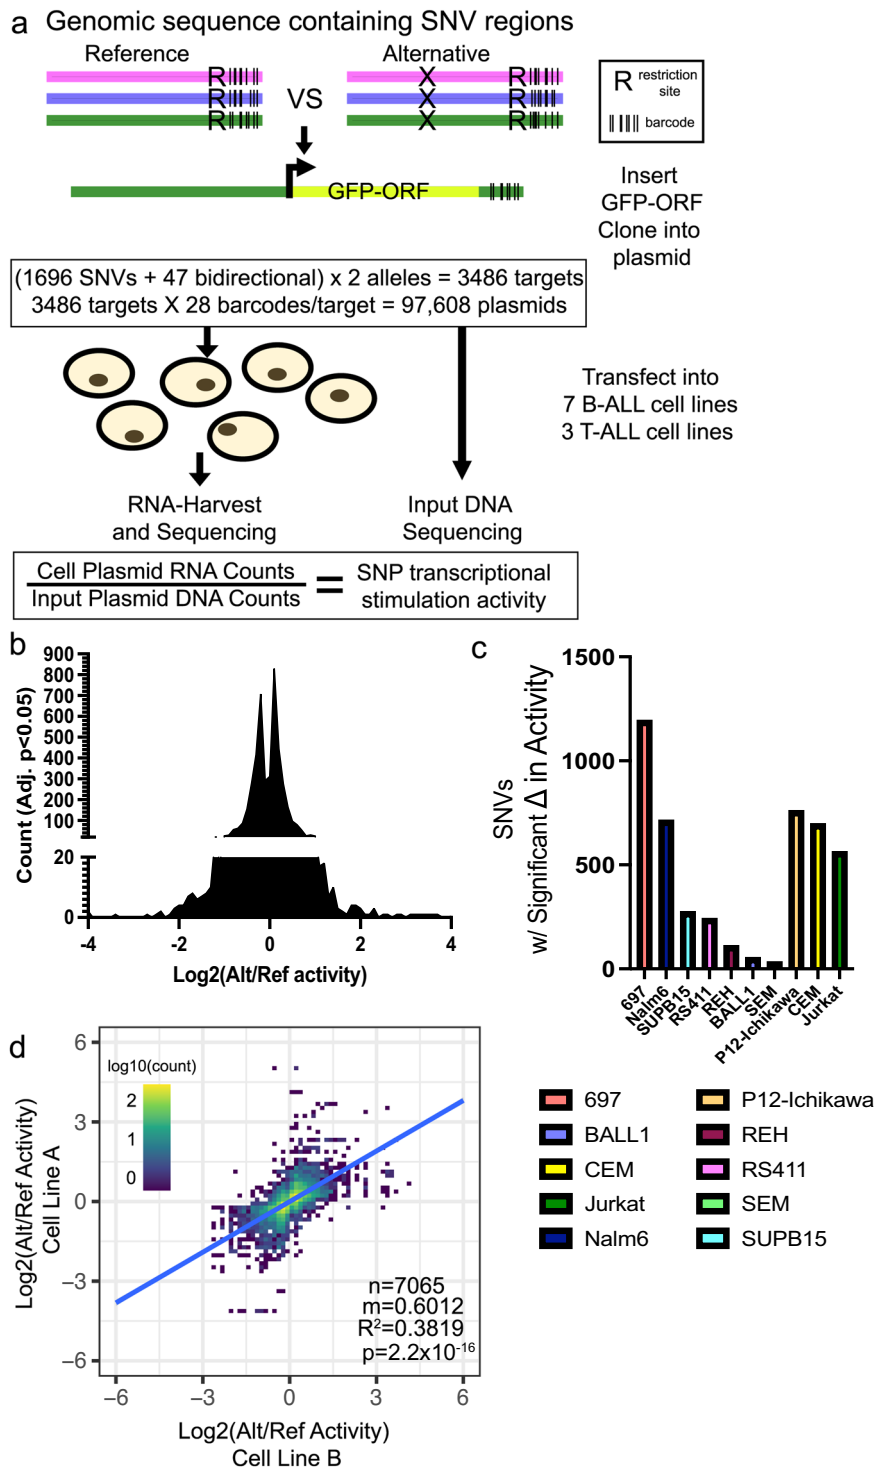 a Genomic sequence containing SNV regions
Reference
Alternative
R
R
R
VS
X R
X R
X R
R restriction site
barcode
GFP-ORF
Insert
GFP-ORF
Clone into
plasmid
(1696 SNVs + 47 bidirectional) x 2 alleles = 3486 targets
3486 targets X 28 barcodes/target = 97,608 plasmids
Transfect into
7 B-ALL cell lines
3 T-ALL cell lines
RNA-Harvest
and Sequencing
Input DNA
Sequencing
Cell Plasmid RNA Counts
Input Plasmid DNA Counts
=
SNP transcriptional
stimulation activity
b
Count (Adj. p<0.05)
900
800
700
600
500
400
300
200
100
20
0
-4 -2 0 2 4
Log2(Alt/Ref activity)
c
SNVs
w/ Significant Δ in Activity
1500
1000
500
0
697
Nalm6
SUPB15
RS411
REH
BALL1
SEM
P12-Ichikawa
CEM
Jurkat
d
Log2(Alt/Ref Activity)
Cell Line A
6
3
0
−3
−6
log10(count)
2
1
0
n=7065
m=0.6012
R²=0.3819
p=2.2x10⁻¹⁶
−6 −3 0 3 6
Log2(Alt/Ref Activity)
Cell Line B
697
BALL1
CEM
Jurkat
Nalm6
P12-Ichikawa
REH
RS411
SEM
SUPB15